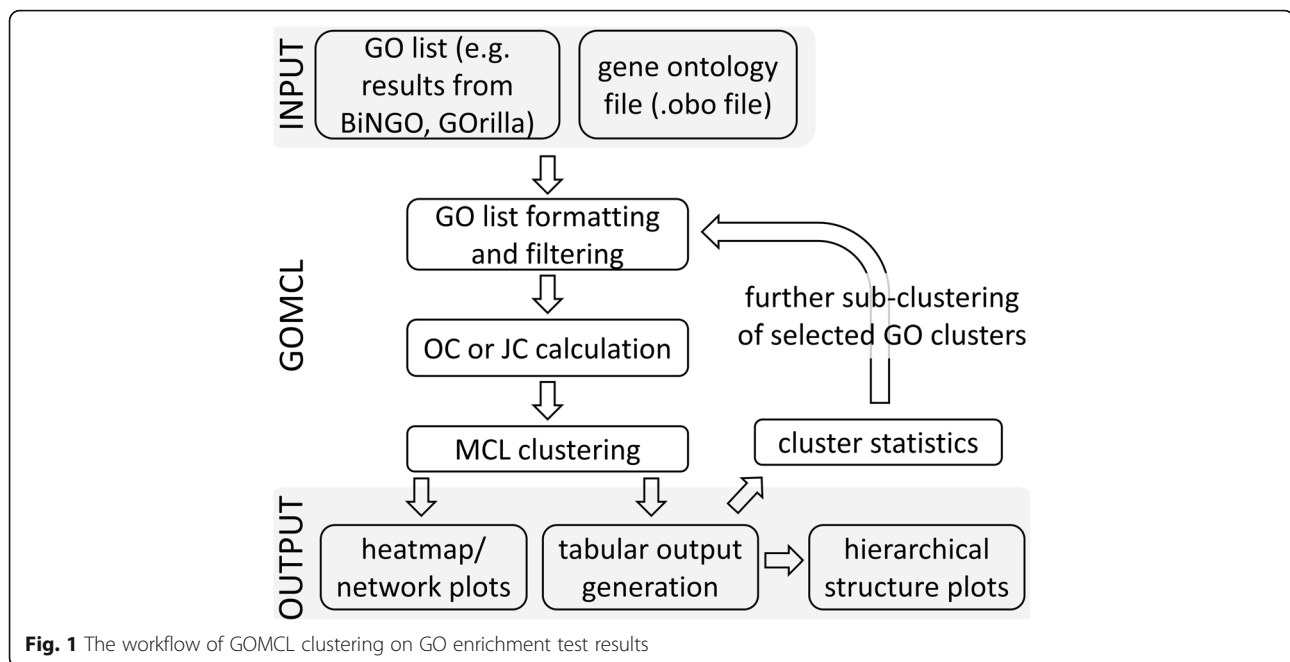 INPUT
GO list (e.g.
results from
BiNGO, GOrilla)
gene ontology
file (.obo file)
GOMCL
GO list formatting
and filtering
OC or JC calculation
MCL clustering
further sub-clustering
of selected GO clusters
cluster statistics
OUTPUT
heatmap/
network plots
tabular output
generation
hierarchical
structure plots
Fig. 1 The workflow of GOMCL clustering on GO enrichment test results